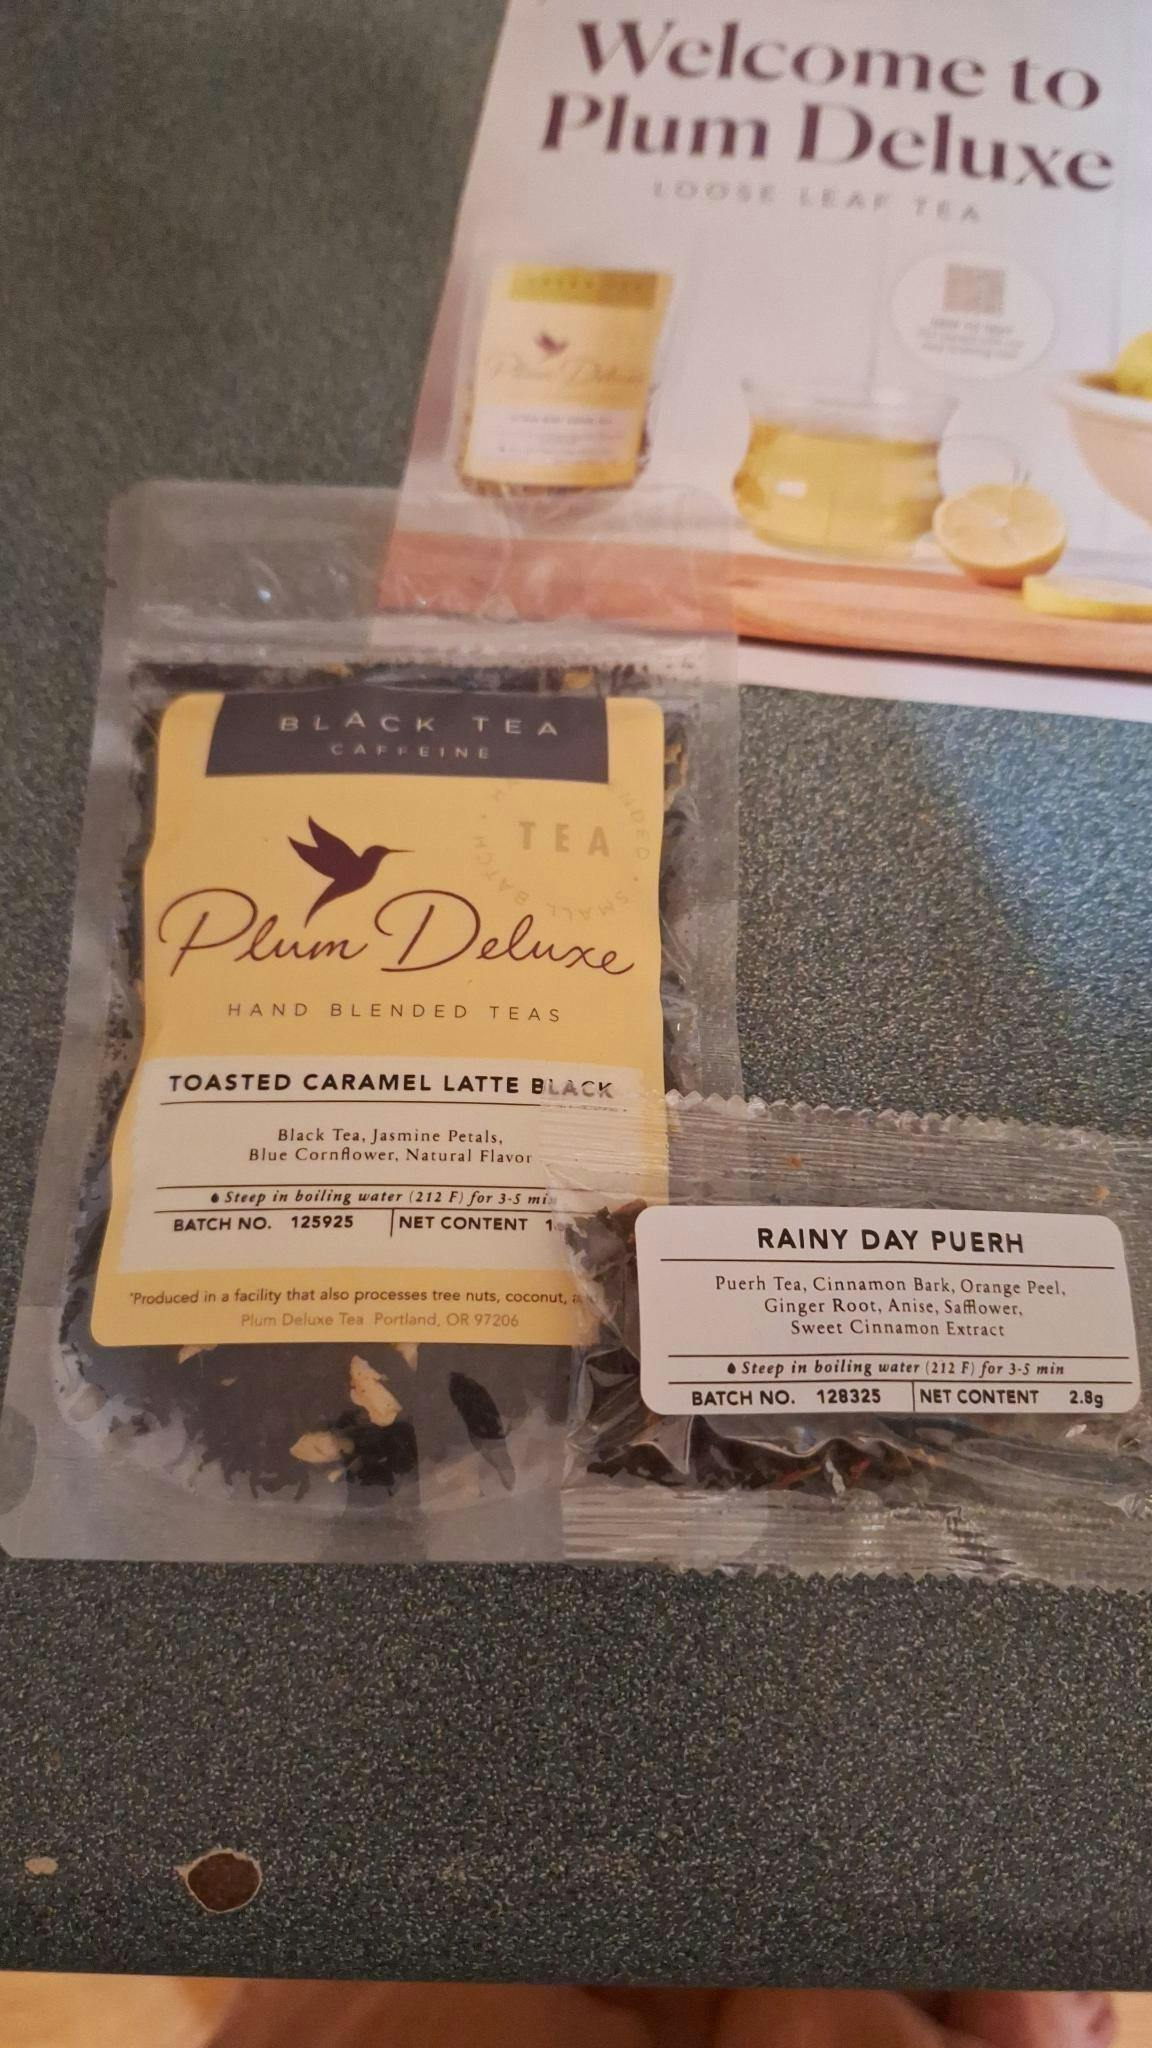 Welcome to
Plum Deluxe
LOOSE LEAF TEA
Plum Deluxe
BLACK TEA
CAFFEINE
TEA
SMALL BATCH
Plum Deluxe
HAND BLENDED TEAS
TOASTED CARAMEL LATTE BLACK
Black Tea, Jasmine Petals,
Blue Cornflower, Natural Flavor
Steep in boiling water (212 F) for 3-5 min
BATCH NO. 125925 NET CONTENT
*Produced in a facility that also processes tree nuts, coconut,
Plum Deluxe Tea Portland, OR 97206
RAINY DAY PUERH
Puerh Tea, Cinnamon Bark, Orange Peel,
Ginger Root, Anise, Safflower,
Sweet Cinnamon Extract
Steep in boiling water (212 F) for 3-5 min
BATCH NO. 128325 NET CONTENT 2.8g